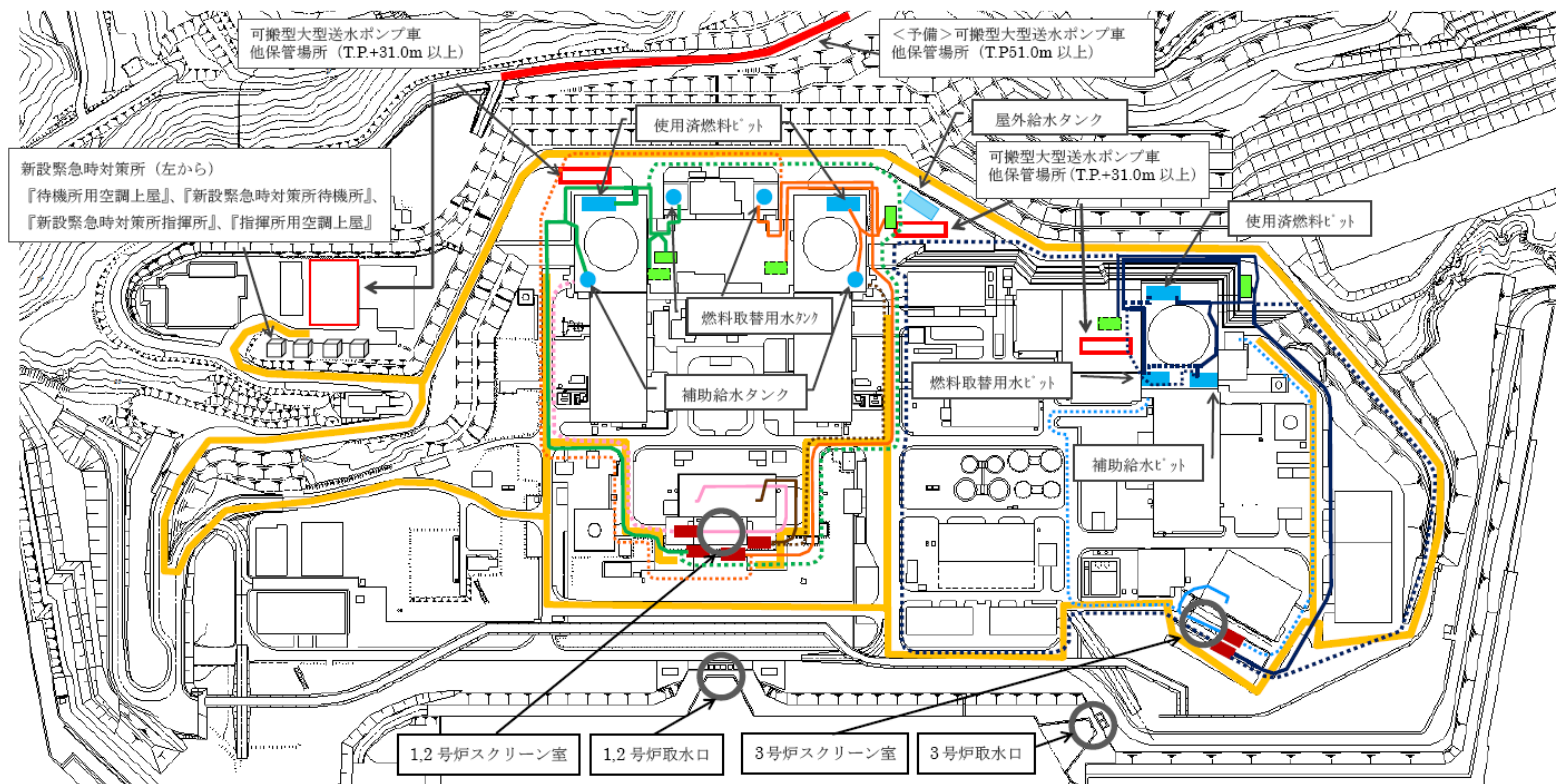 可搬型大型送水ポンプ車
他保管場所（T.P.+31.0m 以上）
＜予備＞可搬型大型送水ポンプ車
他保管場所（T.P51.0m 以上）
使用済燃料ﾋﾟｯﾄ
屋外給水タンク
可搬型大型送水ポンプ車
他保管場所（T.P.+31.0m 以上）
新設緊急時対策所（左から）
『待機所用空調上屋』、『新設緊急時対策所待機所』、
『新設緊急時対策所指揮所』、『指揮所用空調上屋』
使用済燃料ﾋﾟｯﾄ
燃料取替用水ﾀﾝｸ
補助給水タンク
燃料取替用水ﾋﾟｯﾄ
補助給水ﾋﾟｯﾄ
1,2 号炉スクリーン室
1,2 号炉取水口
3 号炉スクリーン室
3 号炉取水口